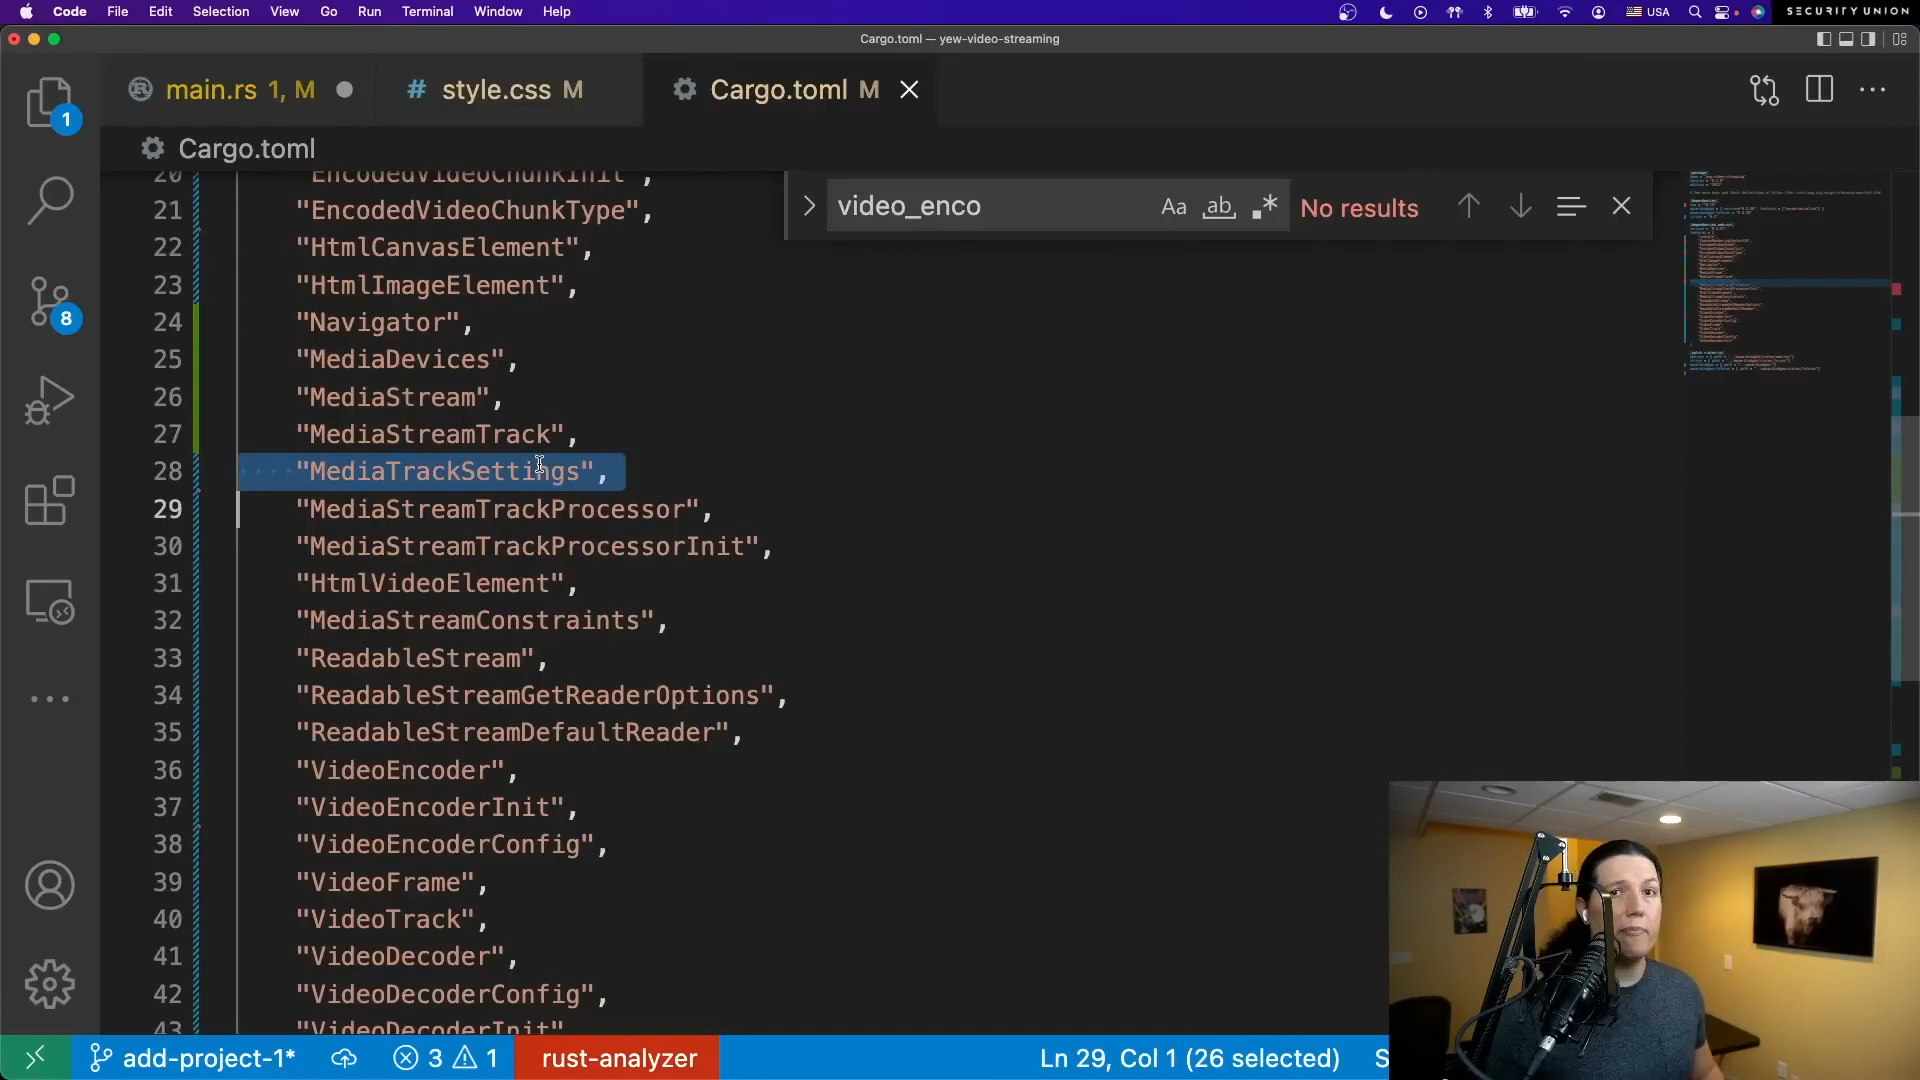 Code File Edit Selection View Go Run Terminal Window Help USA SECURITY UNION
Cargo.toml — yew-video-streaming
main.rs 1, M
# style.css M
Cargo.toml M
1
Cargo.toml
video_enco Aa ab .* No results
20 "EncodedVideoChunkInit",
21 "EncodedVideoChunkType",
22 "HtmlCanvasElement",
23 "HtmlImageElement",
24 "Navigator",
25 "MediaDevices",
26 "MediaStream",
27 "MediaStreamTrack",
28 "MediaTrackSettings",
29 "MediaStreamTrackProcessor",
30 "MediaStreamTrackProcessorInit",
31 "HtmlVideoElement",
32 "MediaStreamConstraints",
33 "ReadableStream",
34 "ReadableStreamGetReaderOptions",
35 "ReadableStreamDefaultReader",
36 "VideoEncoder",
37 "VideoEncoderInit",
38 "VideoEncoderConfig",
39 "VideoFrame",
40 "VideoTrack",
41 "VideoDecoder",
42 "VideoDecoderConfig",
43 "VideoDecoderInit"
8
add-project-1* 3 1 rust-analyzer Ln 29, Col 1 (26 selected) S